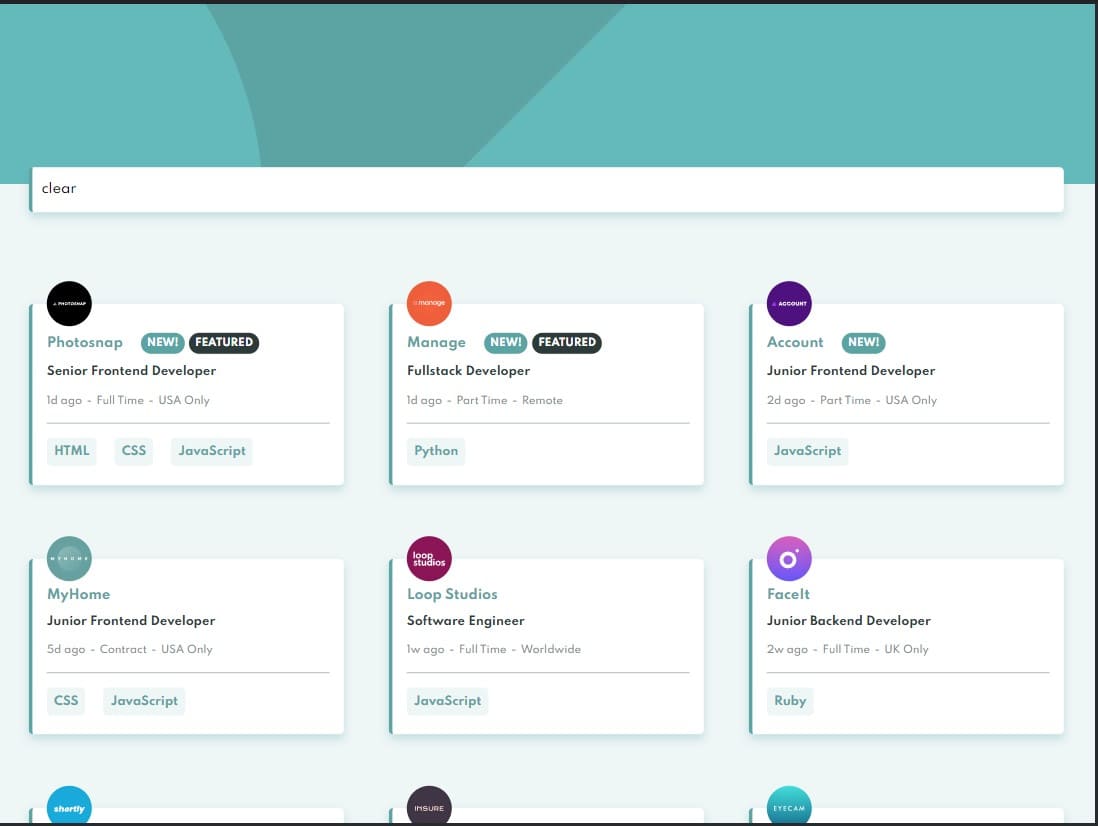 clear
PHOTOSNAP
Photosnap NEW! FEATURED
Senior Frontend Developer
1d ago - Full Time - USA Only
HTML CSS JavaScript
manage
Manage NEW! FEATURED
Fullstack Developer
1d ago - Part Time - Remote
Python
ACCOUNT
Account NEW!
Junior Frontend Developer
2d ago - Part Time - USA Only
JavaScript
MYHOME
MyHome
Junior Frontend Developer
5d ago - Contract - USA Only
CSS JavaScript
loop
studios
Loop Studios
Software Engineer
1w ago - Full Time - Worldwide
JavaScript
FaceIt
Junior Backend Developer
2w ago - Full Time - UK Only
Ruby
shortly
INSURE
EYECAM